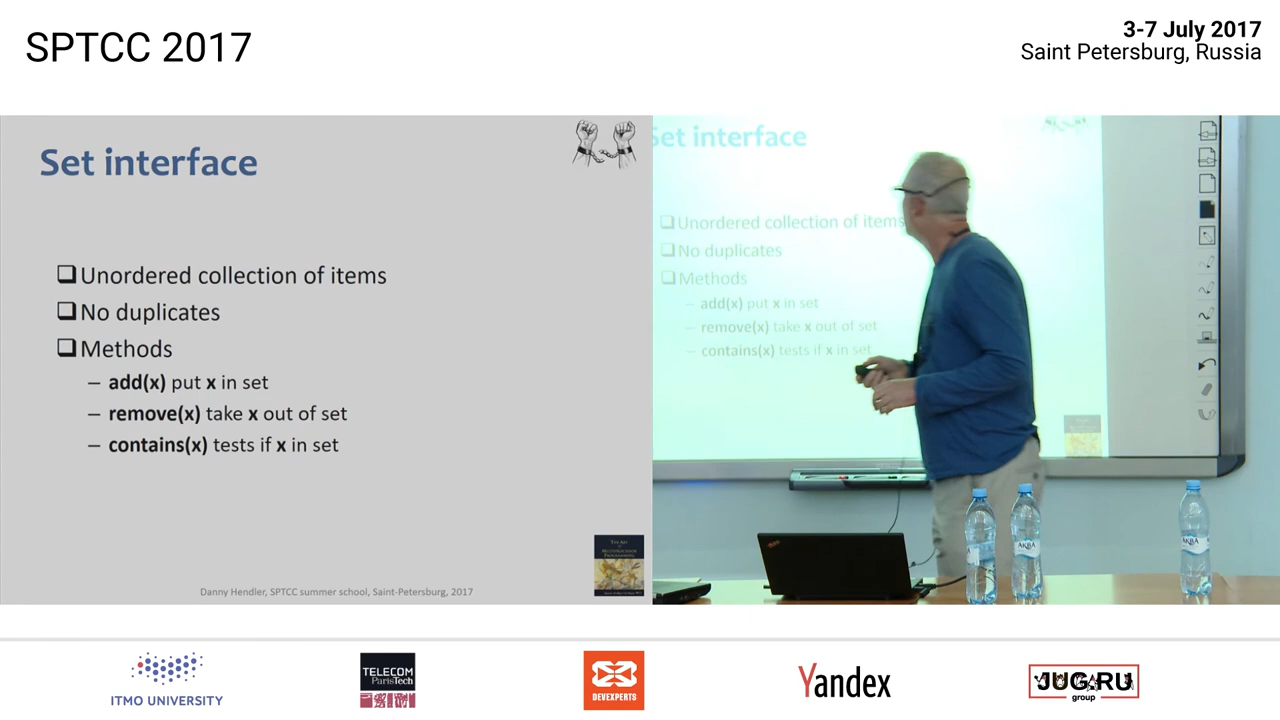 SPTCC 2017
3-7 July 2017
Saint Petersburg, Russia
Set interface
Unordered collection of items
No duplicates
Methods
– add(x) put x in set
– remove(x) take x out of set
– contains(x) tests if x in set
Danny Hendler, SPTCC summer school, Saint-Petersburg, 2017
Set interface
Unordered collection of items
No duplicates
Methods
– add(x) put x in set
– remove(x) take x out of set
– contains(x) tests if x in set
ITMO UNIVERSITY
TELECOM
ParisTech
DEVEXPERTS
Yandex
JUG.RU
group